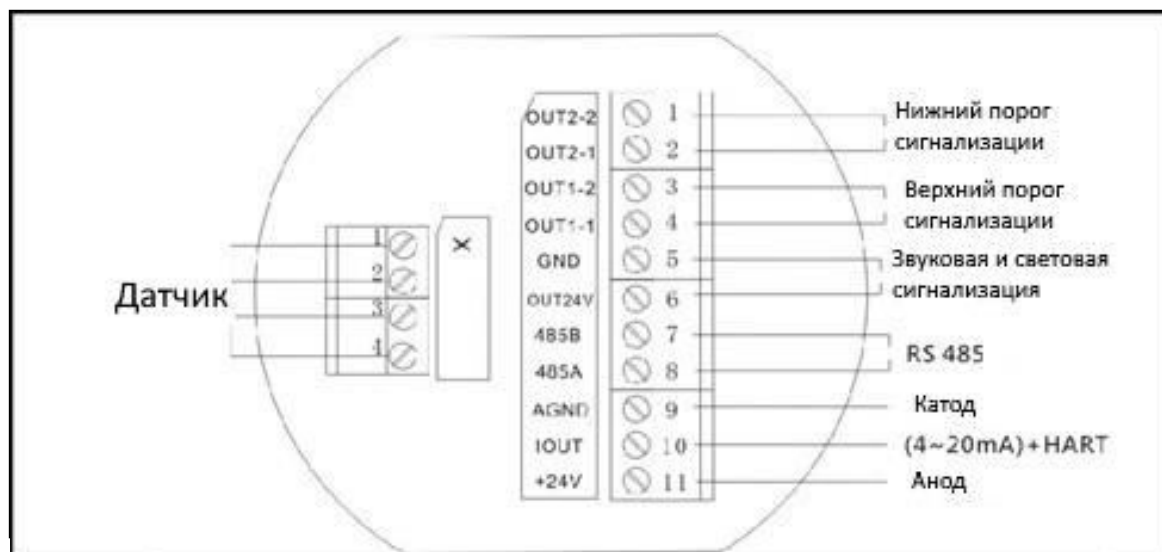 OUT2-2 1 Нижний порог
сигнализации
OUT2-1 2
OUT1-2 3 Верхний порог
сигнализации
OUT1-1 4
GND 5 Звуковая и световая
сигнализация
OUT24V 6
485B 7 RS 485
485A 8
AGND 9 Катод
IOUT 10 (4~20mA)+HART
+24V 11 Анод
Датчик
1
2
3
4
X